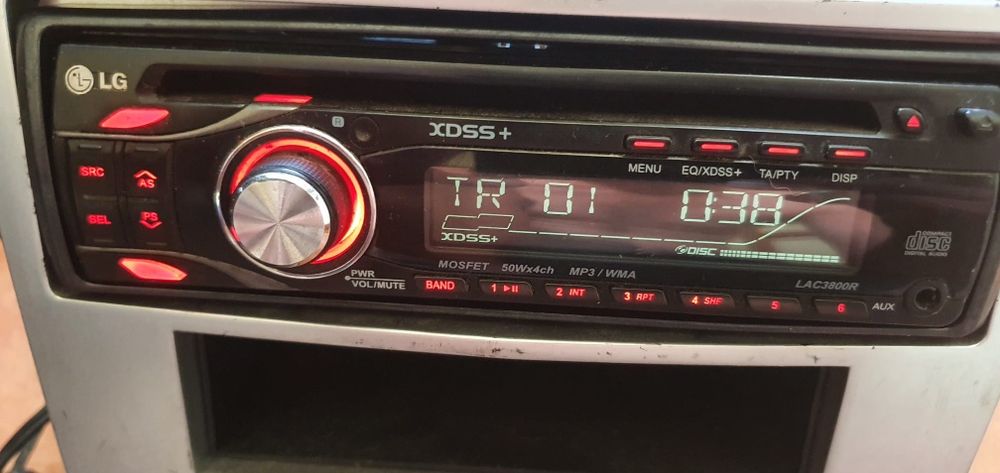 LG
R
XDSS+
MENU EQ/XDSS+ TA/PTY DISP
SRC AS
SEL PS
TR 01 0:38
XDSS+
DISC
COMPACT
disc
DIGITAL AUDIO
MOSFET 50Wx4ch MP3 / WMA
LAC3800R
PWR
VOL/MUTE
BAND 1 2 INT 3 RPT 4 SHF 5 6 AUX